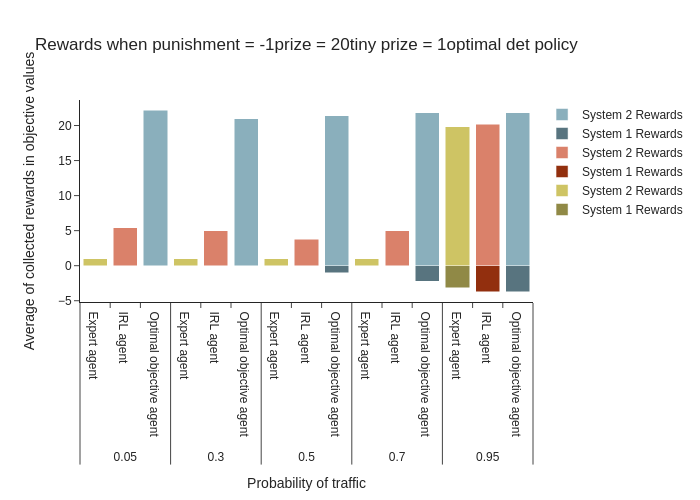 Rewards when punishment = -1prize = 20tiny prize = 1optimal det policy
Average of collected rewards in objective values
20
15
10
5
0
−5
System 2 Rewards
System 1 Rewards
System 2 Rewards
System 1 Rewards
System 2 Rewards
System 1 Rewards
Expert agent
IRL agent
Optimal objective agent
Expert agent
IRL agent
Optimal objective agent
Expert agent
IRL agent
Optimal objective agent
Expert agent
IRL agent
Optimal objective agent
Expert agent
IRL agent
Optimal objective agent
0.05
0.3
0.5
0.7
0.95
Probability of traffic